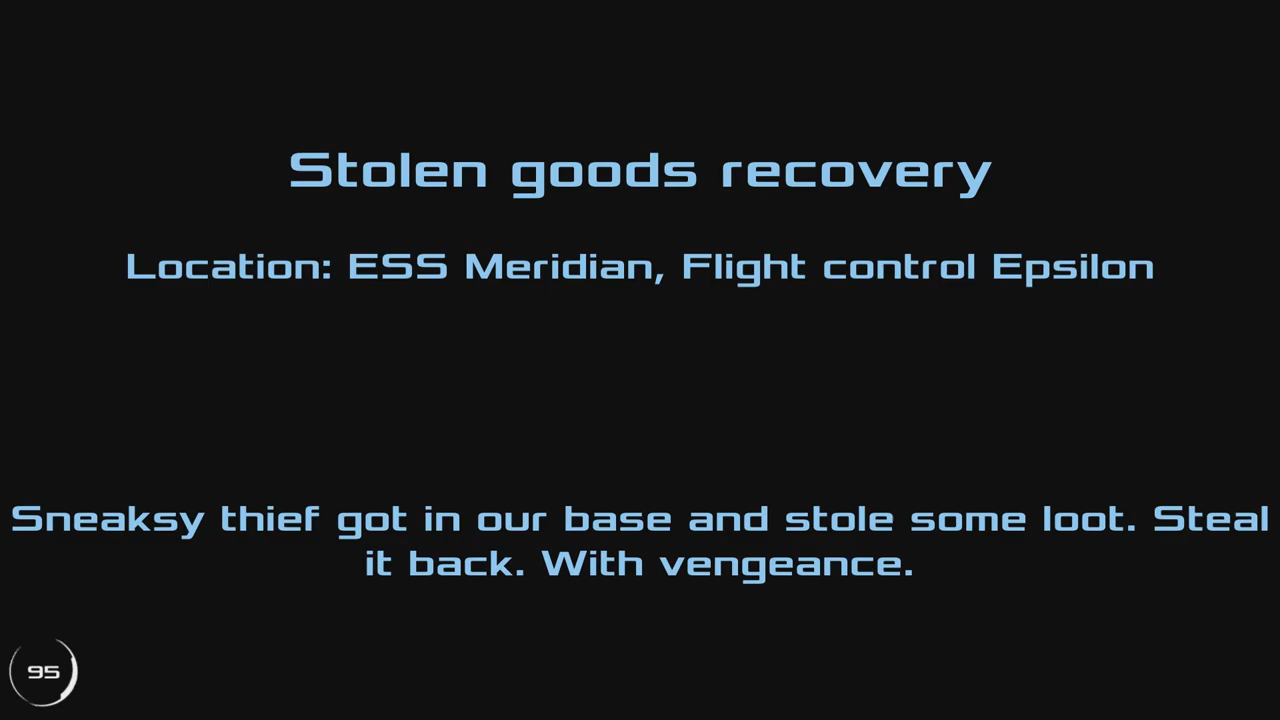 Stolen goods recovery
Location: ESS Meridian, Flight control Epsilon
Sneaksy thief got in our base and stole some loot. Steal
it back. With vengeance.
95